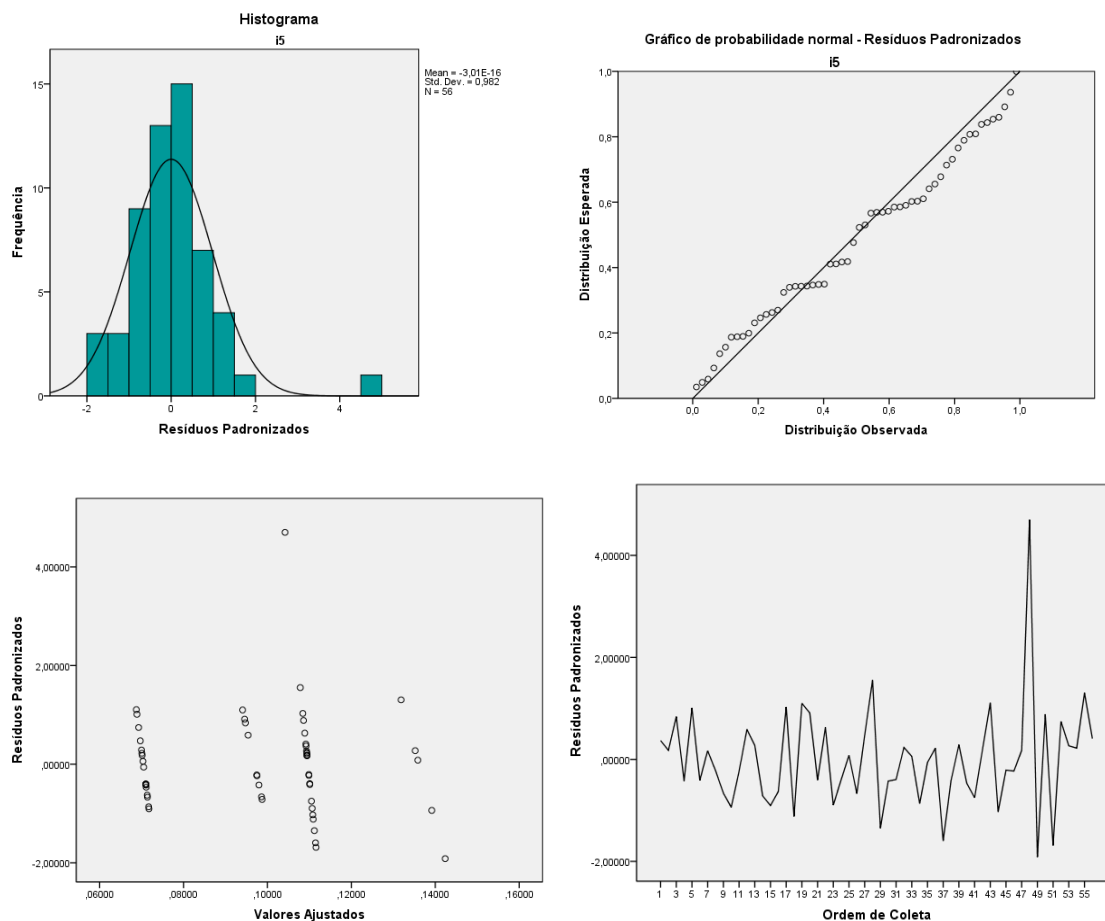 Histograma
i5
Mean = -3,01E-16
Std. Dev. = 0,982
N = 56
15
10
5
0
-2 0 2 4
Frequência
Resíduos Padronizados
Gráfico de probabilidade normal - Resíduos Padronizados
i5
1,0
0,8
0,6
0,4
0,2
0,0
0,0 0,2 0,4 0,6 0,8 1,0
Distribuição Esperada
Distribuição Observada
4,00000
2,00000
,00000
-2,00000
,06000 ,08000 ,10000 ,12000 ,14000 ,16000
Resíduos Padronizados
Valores Ajustados
4,00000
2,00000
,00000
-2,00000
1 3 5 7 9 11 13 15 17 19 21 23 25 27 29 31 33 35 37 39 41 43 45 47 49 51 53 55
Resíduos Padronizados
Ordem de Coleta